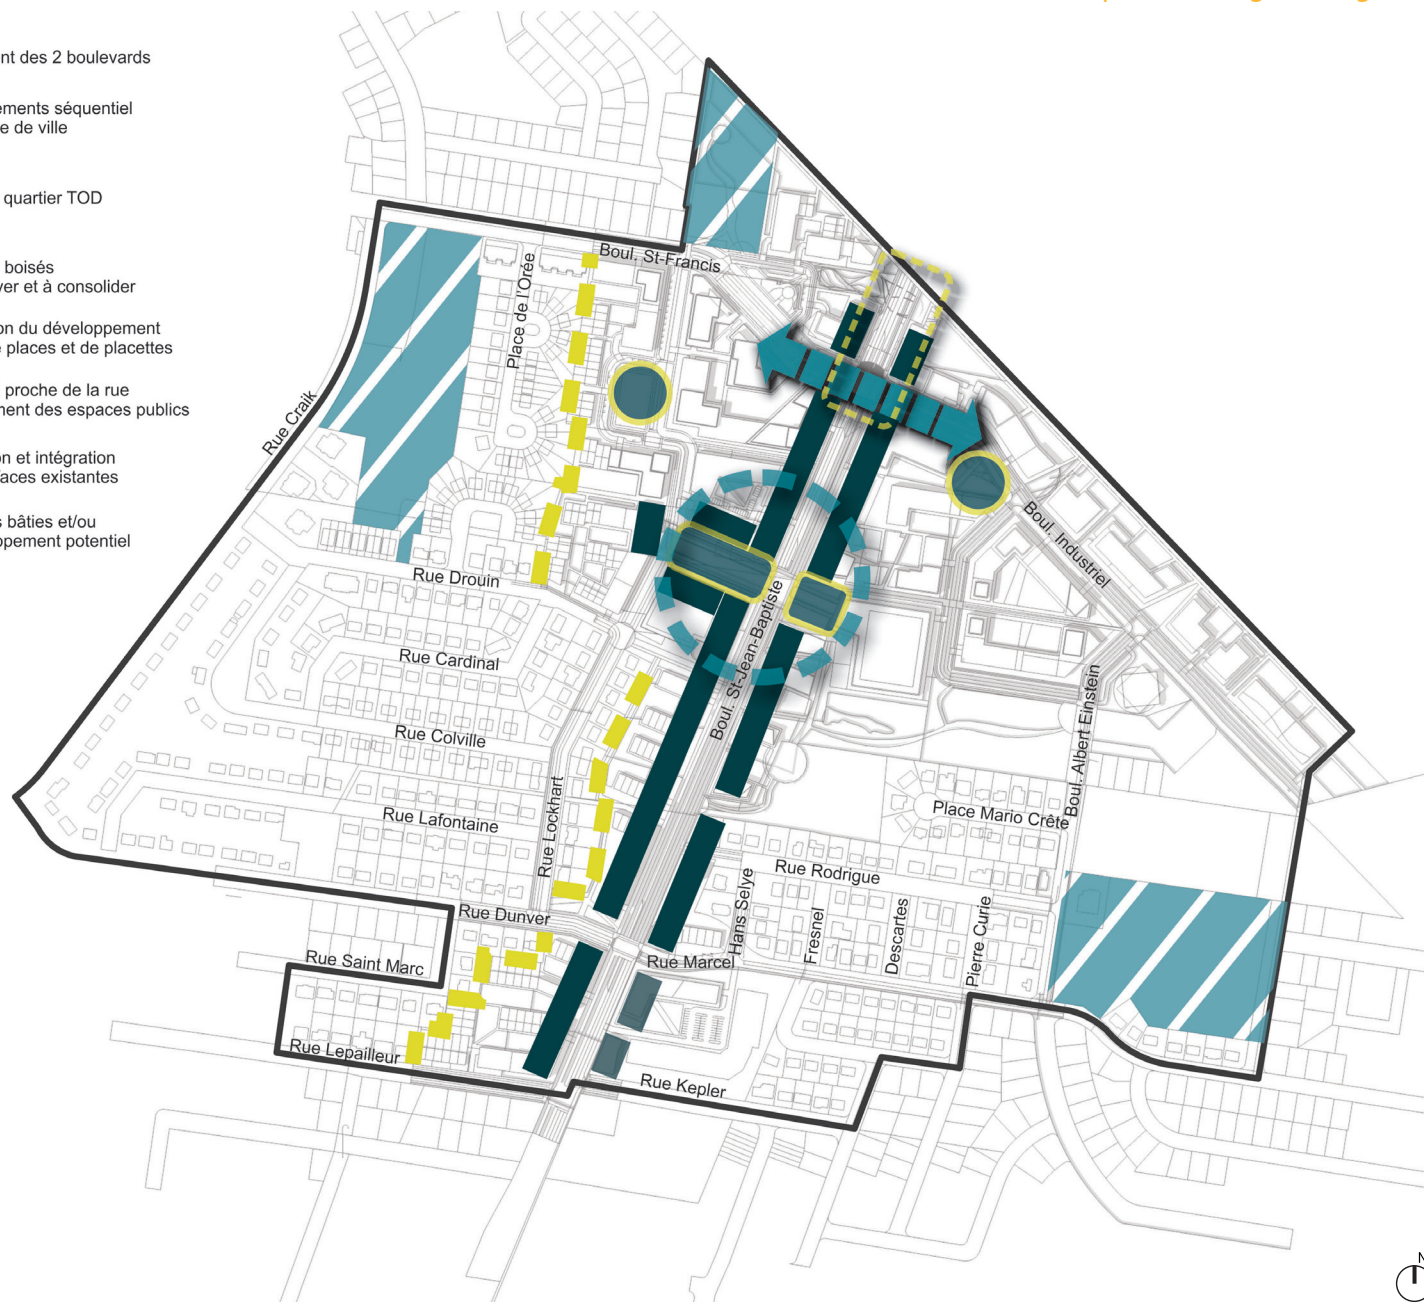 nt des 2 boulevards
ements séquentiel
e de ville
quartier TOD
boisés
ver et à consolider
on du développement
places et de placettes
proche de la rue
ment des espaces publics
on et intégration
aces existantes
s bâties et/ou
ppement potentiel
Boul. St-Francis
Place de l'Orée
Rue Craik
Boul. Industriel
Rue Drouin
Boul. St-Jean-Baptiste
Rue Cardinal
Boul. Albert Einstein
Rue Colville
Rue Lockhart
Rue Lafontaine
Place Mario Crête
Rue Rodrigue
Hans Selye
Fresnel
Descartes
Pierre Curie
Rue Dunver
Rue Marcel
Rue Saint Marc
Rue Lepailleur
Rue Kepler
N